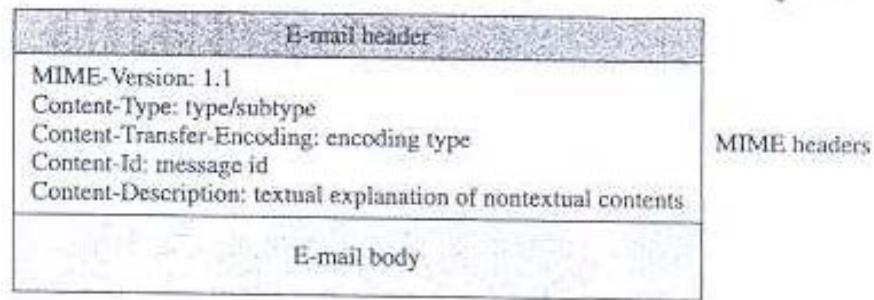 E-mail header
MIME-Version: 1.1
Content-Type: type/subtype
Content-Transfer-Encoding: encoding type
Content-Id: message id
Content-Description: textual explanation of nontextual contents
MIME headers
E-mail body